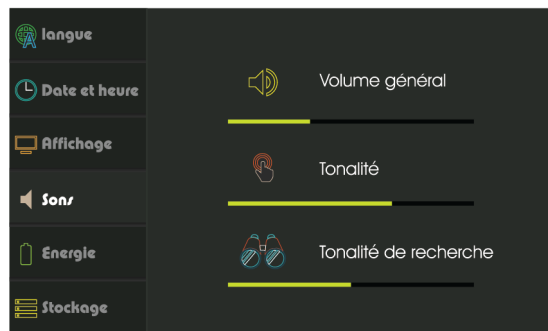 langue
Date et heure
Affichage
Sons
Energie
Stockage
Volume général
Tonalité
Tonalité de recherche